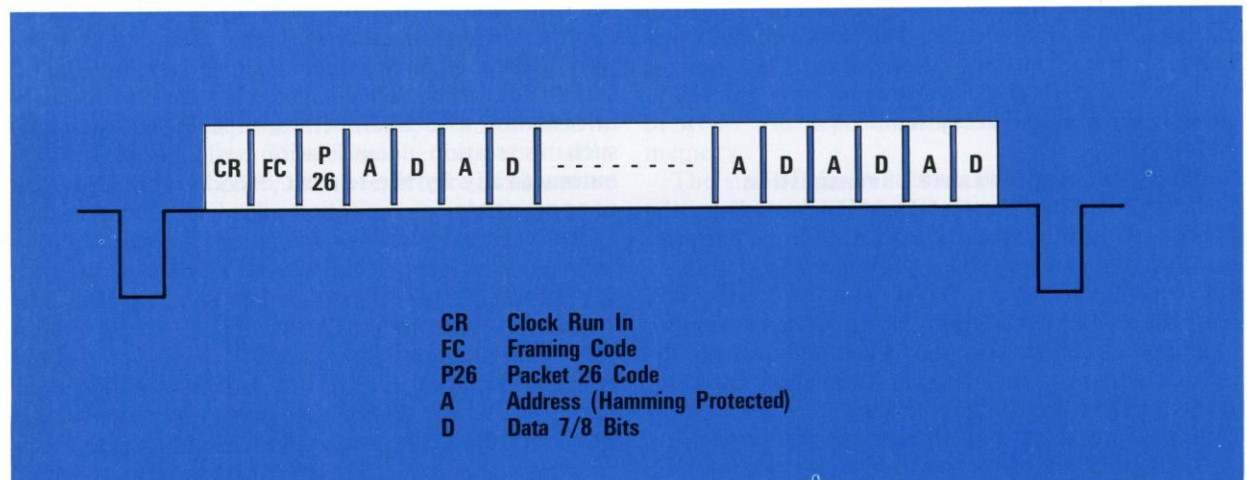 CR FC P 26 A D A D - - - - - - - - - A D A D A D
CR Clock Run In
FC Framing Code
P26 Packet 26 Code
A Address (Hamming Protected)
D Data 7/8 Bits